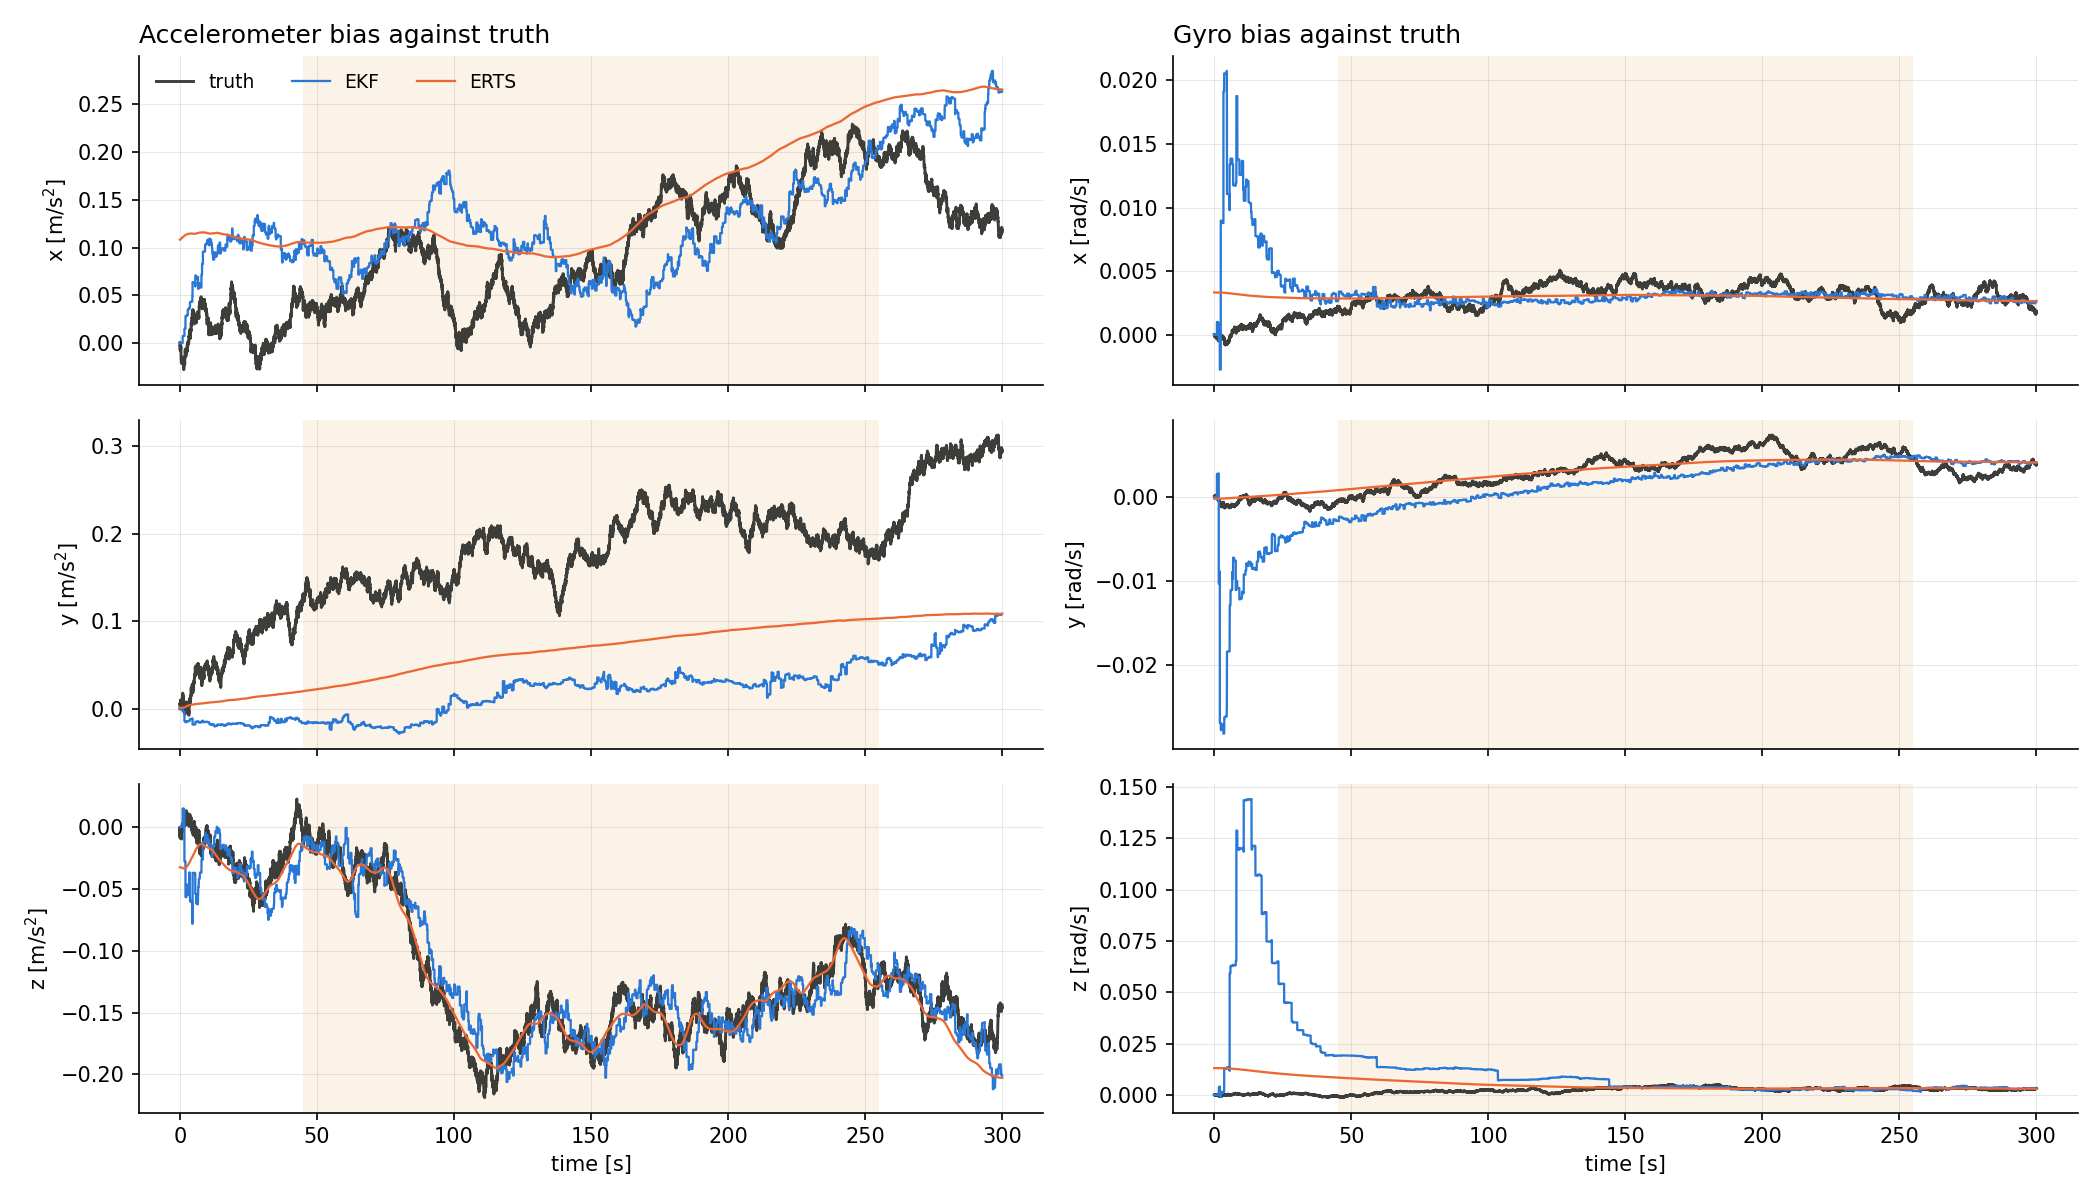 Accelerometer bias against truth
truth EKF ERTS
x [m/s²]
0.25
0.20
0.15
0.10
0.05
0.00
Gyro bias against truth
x [rad/s]
0.020
0.015
0.010
0.005
0.000
y [m/s²]
0.3
0.2
0.1
0.0
y [rad/s]
0.00
−0.01
−0.02
z [m/s²]
0.00
−0.05
−0.10
−0.15
−0.20
0 50 100 150 200 250 300
time [s]
z [rad/s]
0.150
0.125
0.100
0.075
0.050
0.025
0.000
0 50 100 150 200 250 300
time [s]